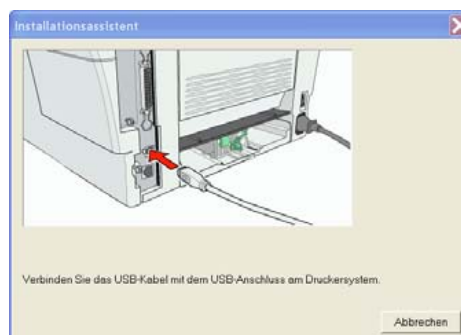 Installationsassistent
Verbinden Sie das USB-Kabel mit dem USB-Anschluss am Druckersystem.
Abbrechen